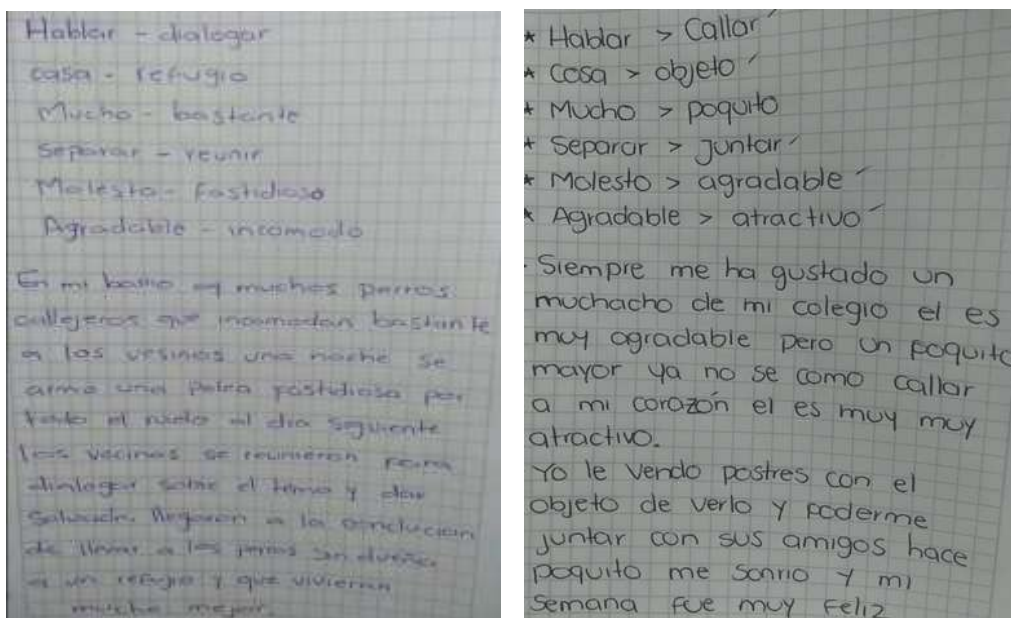 Hablar - dialogar
casa - refugio
Mucho - bastante
Separar - reunir
Molesto - Fastidioso
Agradable - incomodo
En mi barrio ay muchos perros
callejeros que incomodan bastante
a los vesinos una noche se
armo una pelea fastidiosa por
todo el ruido al dia siguiente
los vecinos se reunieron para
dialogar sobre el tema y dar
Solución. llegaron a la conclucion
de llevar a los perros sin dueño
a un refugio y que vivieran
mucho mejor.
* Hablar > Callar
* Cosa > objeto
* Mucho > poquito
* Separar > Juntar
* Molesto > agradable
* Agradable > atractivo
Siempre me ha gustado un
muchacho de mi colegio el es
muy agradable pero un poquito
mayor ya no se como callar
a mi corazón el es muy muy
atractivo.
Yo le vendo postres con el
objeto de verlo y poderme
juntar con sus amigos hace
poquito me sonrio y mi
semana fue muy feliz